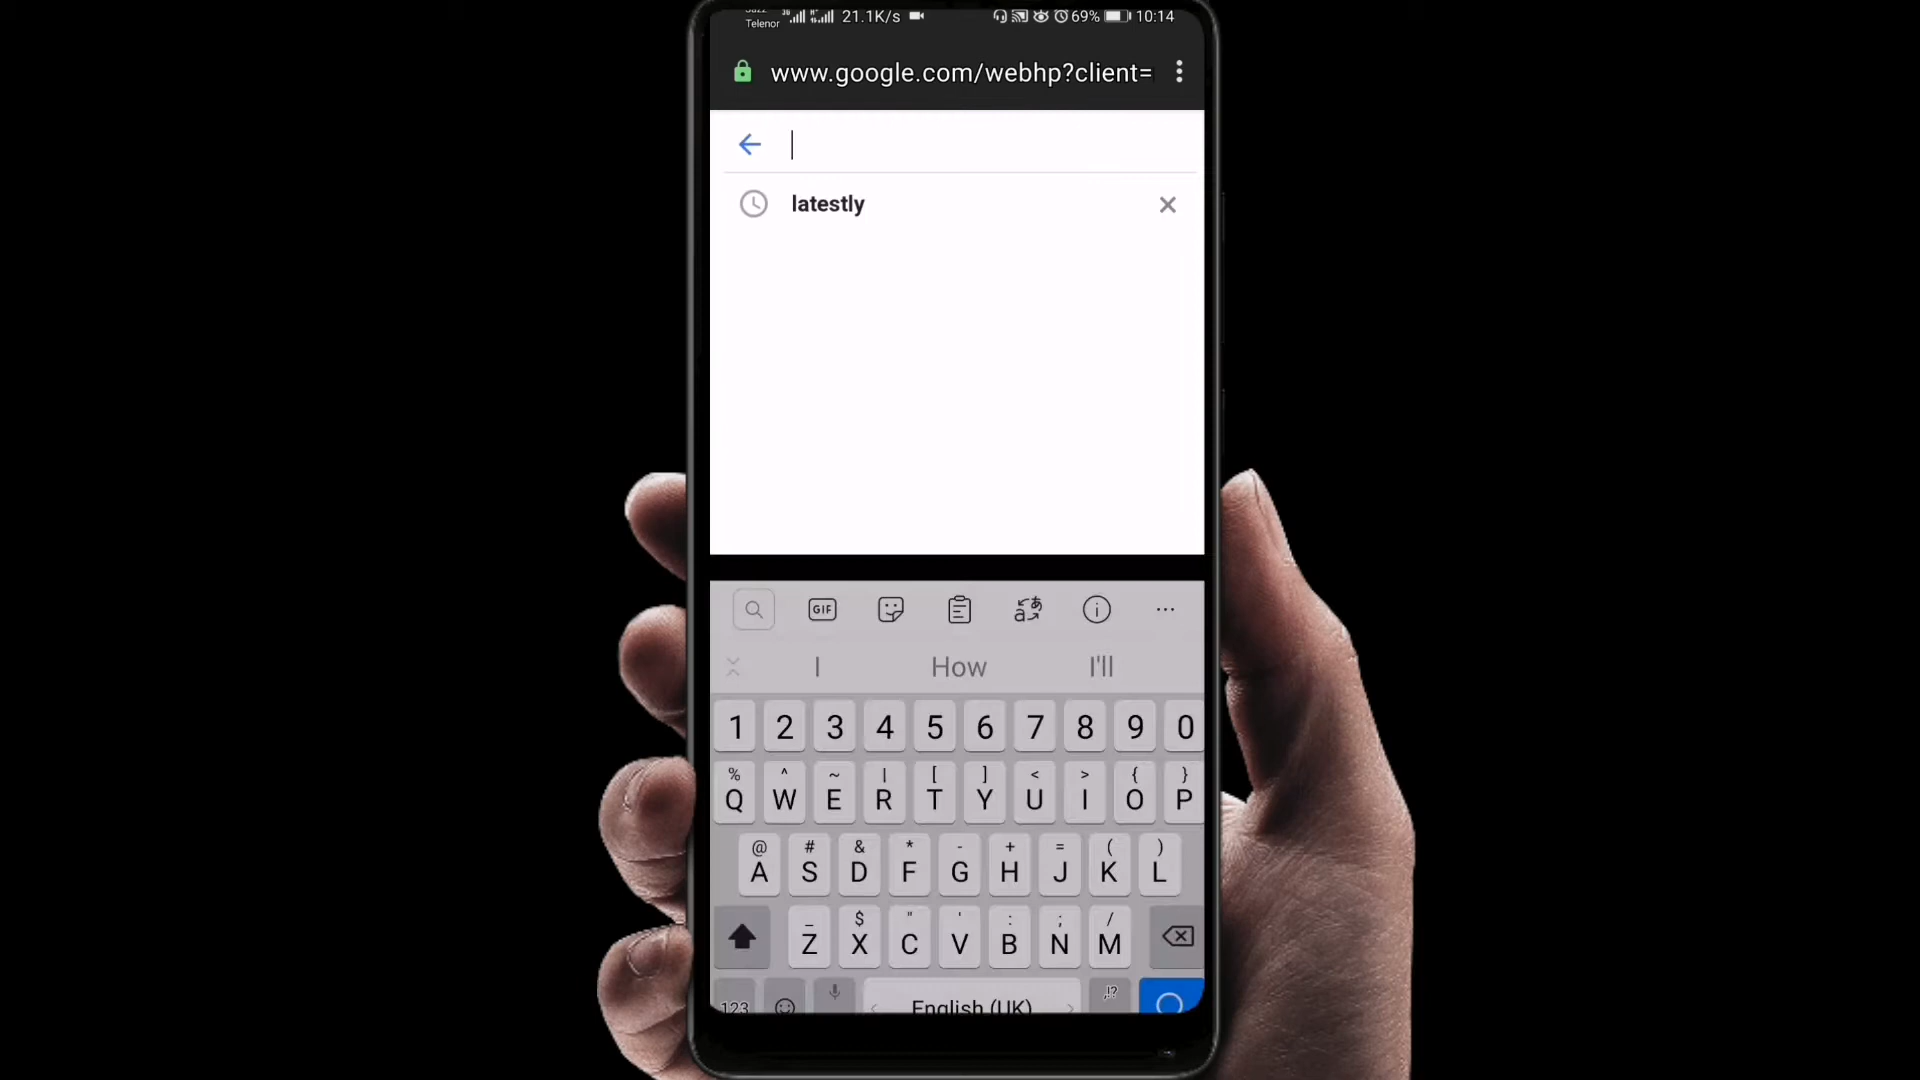 Telenor 21.1K/s 69% 10:14
www.google.com/webhp?client=
latestly
GIF
I How I'll
1 2 3 4 5 6 7 8 9 0
% ^ ~ | [ ] < > { }
Q W E R T Y U I O P
@ # & * - + = ( )
A S D F G H J K L
_ $ " ' : ; /
Z X C V B N M
,!?
123 English (UK)